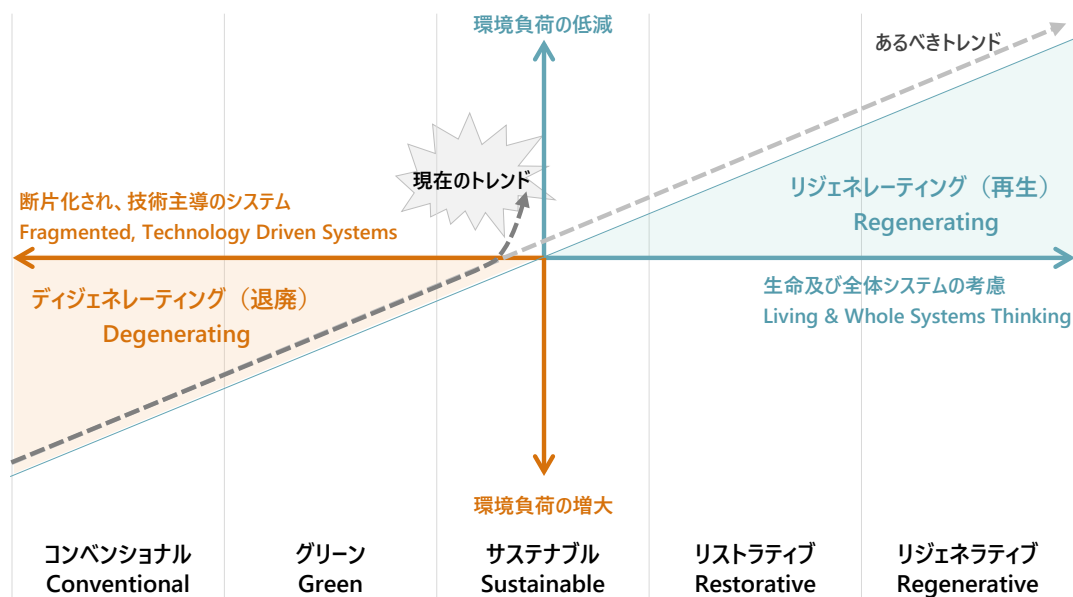 環境負荷の低減
あるべきトレンド
現在のトレンド
断片化され、技術主導のシステム
Fragmented, Technology Driven Systems
リジェネレーティング（再生）
Regenerating
ディジェネレーティング（退廃）
Degenerating
生命及び全体システムの考慮
Living & Whole Systems Thinking
環境負荷の増大
コンベンショナル
Conventional
グリーン
Green
サステナブル
Sustainable
リストラティブ
Restorative
リジェネラティブ
Regenerative